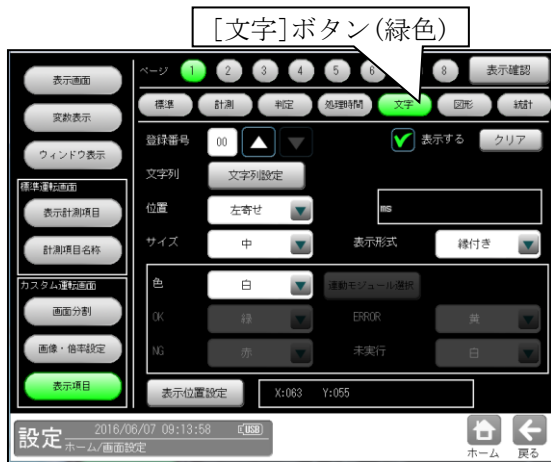 [文字]ボタン(緑色)
表示画面
変数表示
ウィンドウ表示
標準運転画面
表示計測項目
計測項目名称
カスタム運転画面
画面分割
画像・倍率設定
表示項目
ページ 1 2 3 4 5 6 8 表示確認
標準 計測 判定 処理時間 文字 図形 統計
登録番号 00 表示する クリア
文字列 文字列設定
位置 左寄せ ms
サイズ 中 表示形式 縁付き
色 白 連動モジュール選択
OK 緑 ERROR 黄
NG 赤 未実行 白
表示位置設定 X:063 Y:055
設定 2016/06/07 09:13:58 USB
ホーム/画面設定
ホーム 戻る